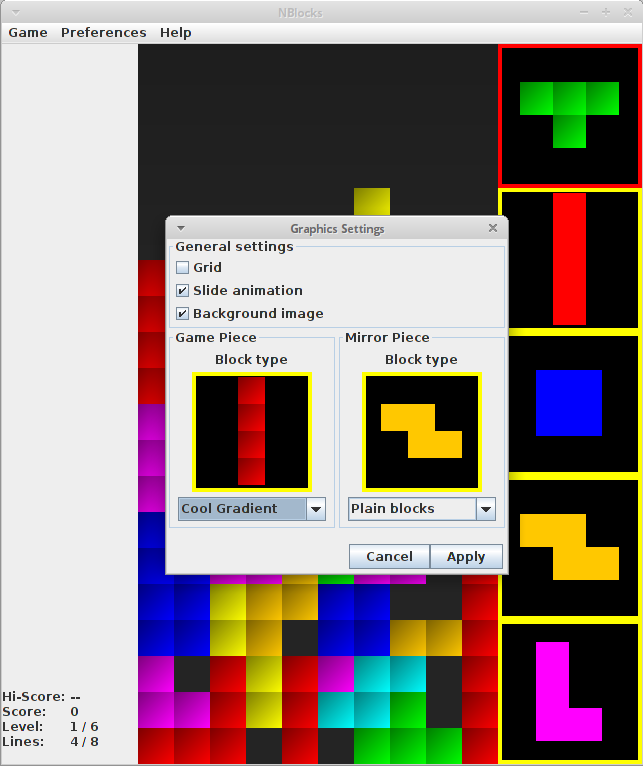 NBlocks
Game Preferences Help
Graphics Settings
General settings
Grid
Slide animation
Background image
Game Piece Mirror Piece
Block type Block type
Cool Gradient Plain blocks
Cancel Apply
Hi-Score: --
Score: 0
Level: 1 / 6
Lines: 4 / 8